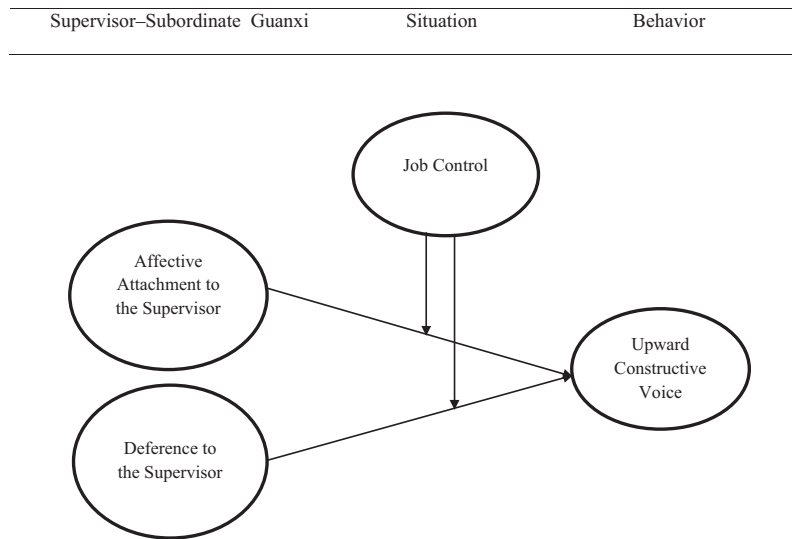 Supervisor–Subordinate Guanxi Situation Behavior
Job Control
Affective
Attachment to
the Supervisor
Upward
Constructive
Voice
Deference to
the Supervisor